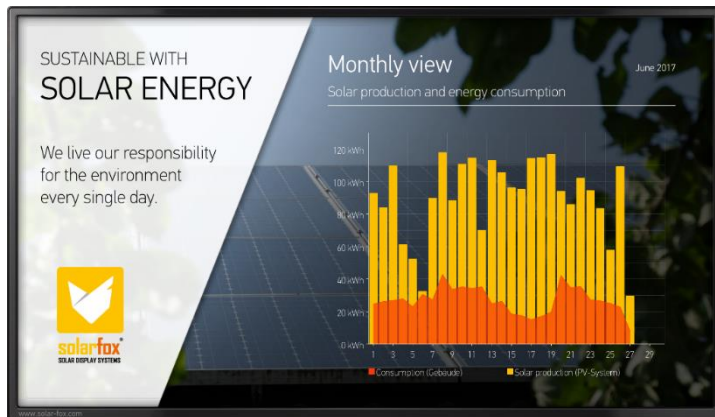 SUSTAINABLE WITH
SOLAR ENERGY
We live our responsibility
for the environment
every single day.
solarfox®
SOLAR DISPLAY SYSTEMS
www.solar-fox.com
Monthly view
June 2017
Solar production and energy consumption
120 kWh
100 kWh
80 kWh
60 kWh
40 kWh
20 kWh
0 kWh
1 3 5 7 9 11 13 15 17 19 21 23 25 27 29
Consumption (Gebäude) Solar production (PV-System)